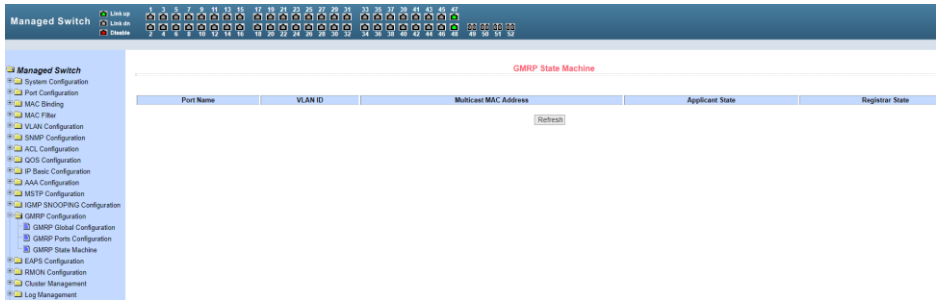 Managed Switch
Link up
Link dn
Disable
1 3 5 7 9 11 13 15 17 19 21 23 25 27 29 31 33 35 37 39 41 43 45 47
2 4 6 8 10 12 14 16 18 20 22 24 26 28 30 32 34 36 38 40 42 44 46 48 49 50 51 52
Managed Switch
System Configuration
Port Configuration
MAC Binding
MAC Filter
VLAN Configuration
SNMP Configuration
ACL Configuration
QOS Configuration
IP Basic Configuration
AAA Configuration
MSTP Configuration
IGMP SNOOPING Configuration
GMRP Configuration
GMRP Global Configuration
GMRP Ports Configuration
GMRP State Machine
EAPS Configuration
RMON Configuration
Cluster Management
Log Management
GMRP State Machine
Port Name VLAN ID Multicast MAC Address Applicant State Registrar State
Refresh